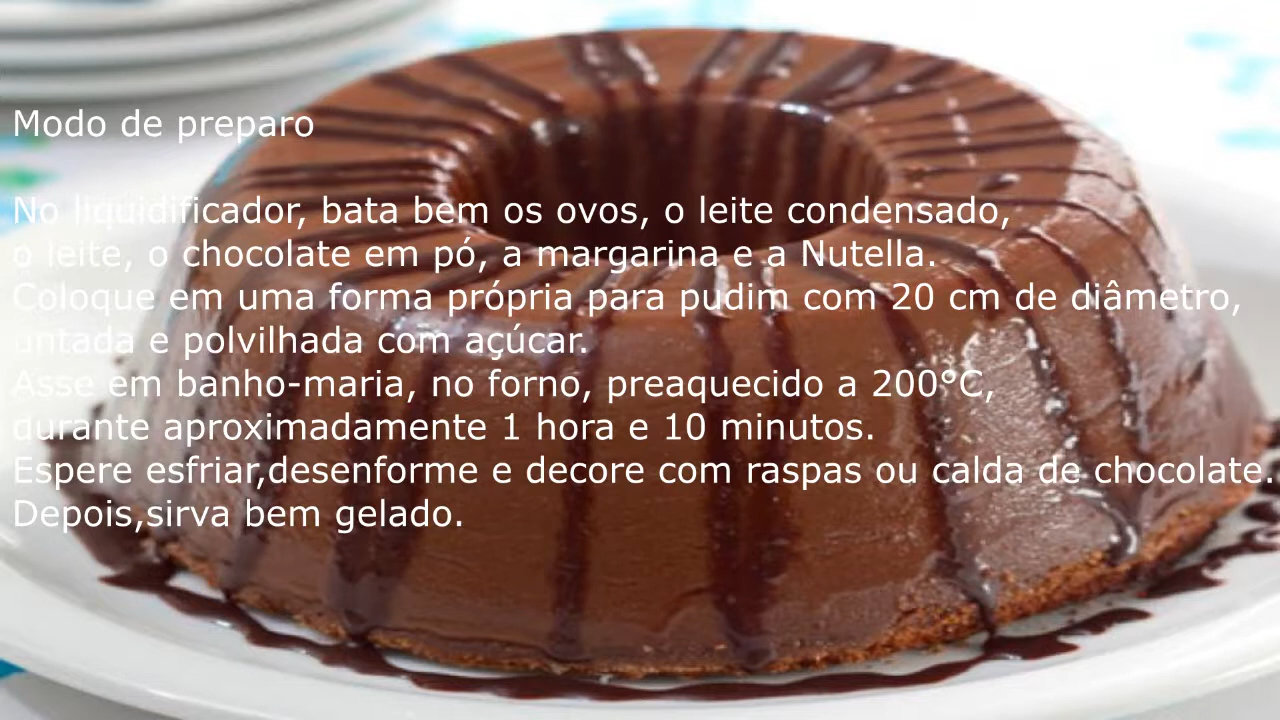 Modo de preparo
No liquidificador, bata bem os ovos, o leite condensado,
o leite, o chocolate em pó, a margarina e a Nutella.
Coloque em uma forma própria para pudim com 20 cm de diâmetro,
untada e polvilhada com açúcar.
Asse em banho-maria, no forno, preaquecido a 200°C,
durante aproximadamente 1 hora e 10 minutos.
Espere esfriar,desenforme e decore com raspas ou calda de chocolate.
Depois,sirva bem gelado.